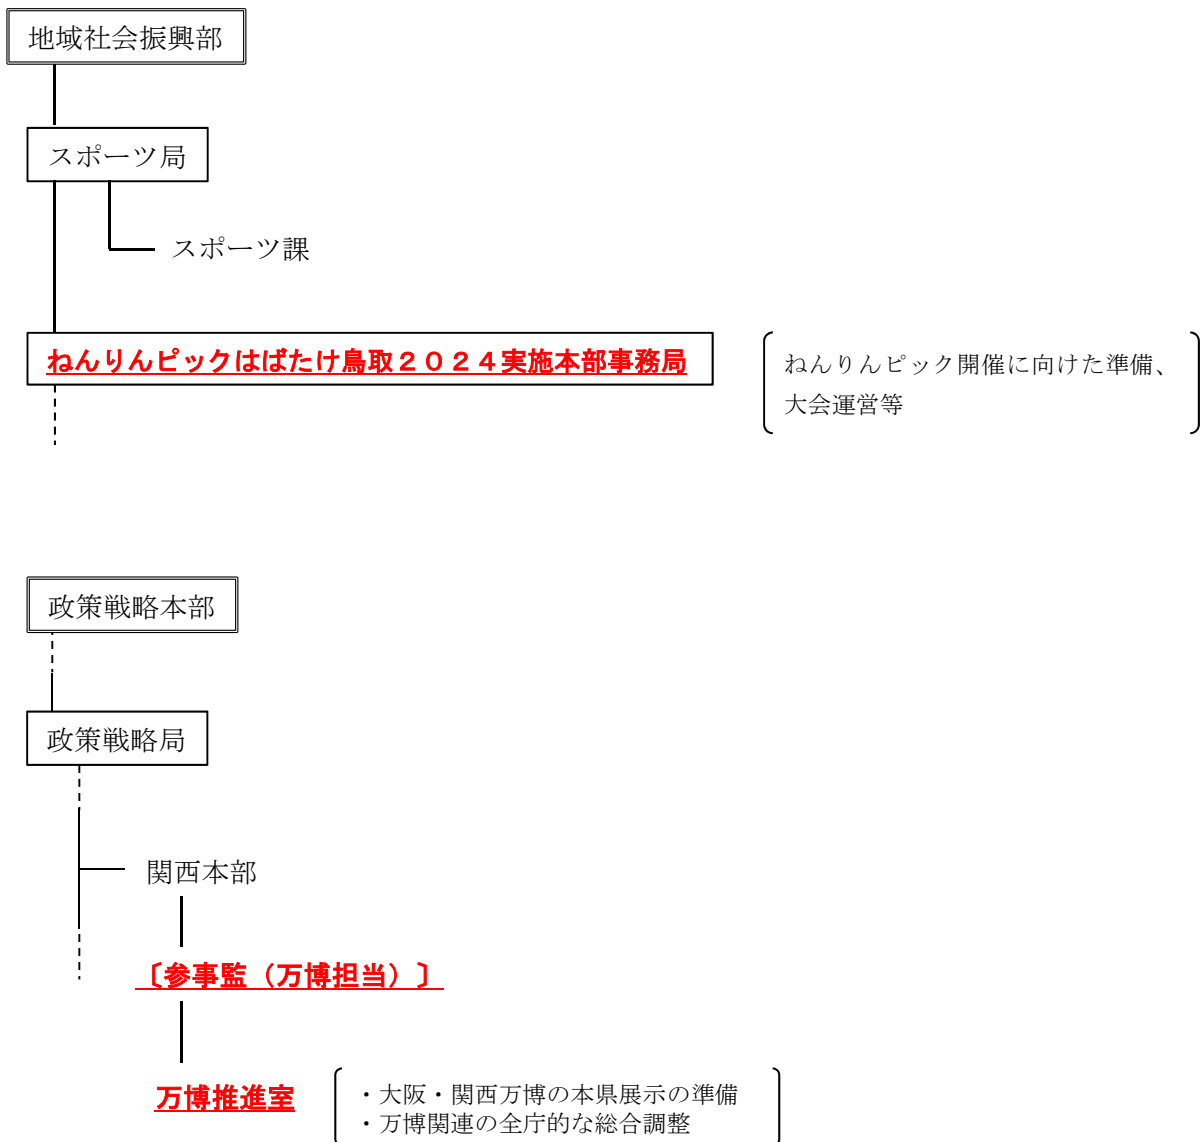 地域社会振興部
スポーツ局
スポーツ課
ねんりんピックはばたけ鳥取２０２４実施本部事務局
ねんりんピック開催に向けた準備、
大会運営等
政策戦略本部
政策戦略局
関西本部
〔参事監（万博担当）〕
万博推進室
・大阪・関西万博の本県展示の準備
・万博関連の全庁的な総合調整